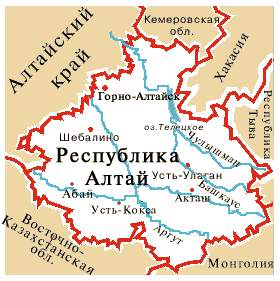 Кемеровская
обл.
Алтайский
край
Хакасия
Республика
Тыва
Горно-Алтайск
оз.Телецкое
Шебалино
Чулышман
Республика
Алтай
Усть-Улаган
Башкаус
Абай
Акташ
Усть-Кокса
Аргут
Восточно-
Казахстанская
обл.
Монголия